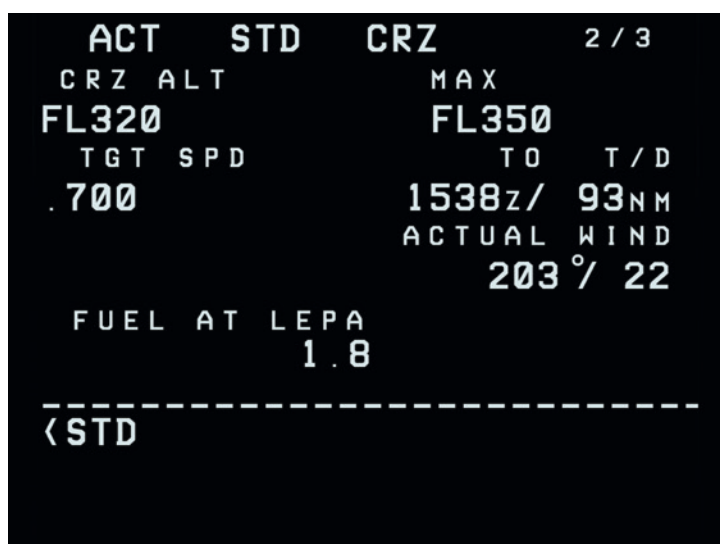 ACT STD CRZ 2/3
CRZ ALT MAX
FL320 FL350
TGT SPD TO T/D
.700 1538Z/ 93NM
ACTUAL WIND
203°/ 22
FUEL AT LEPA
1.8
------------------------------
<STD